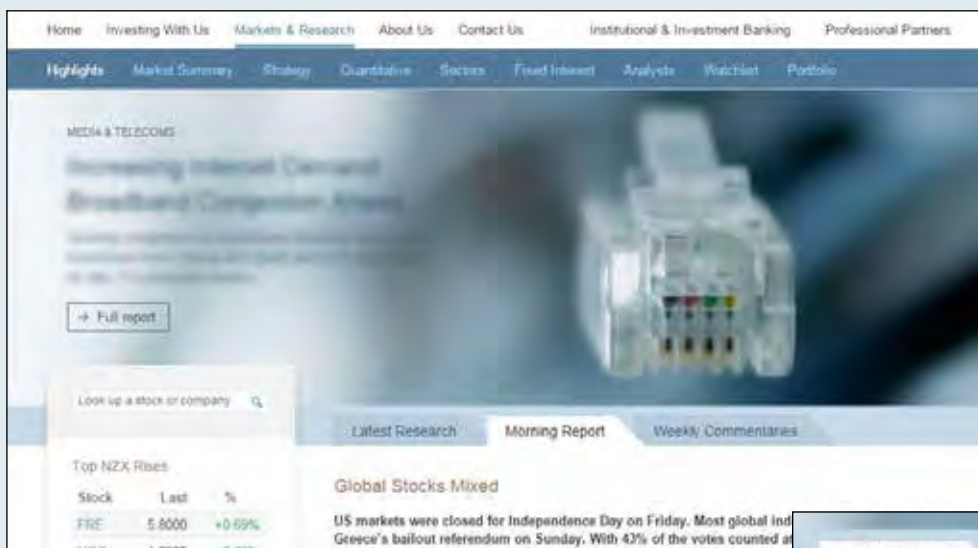 Home Investing With Us Markets & Research About Us Contact Us Institutional & Investment Banking Professional Partners
Highlights Market Summary Strategy Quantitative Sectors Fixed Interest Analysts Watchlist Portfolio
MEDIA & TELECOMS
Increasing Internet Demand
Broadband Congestion Ahead
→ Full report
Look up a stock or company
Latest Research Morning Report Weekly Commentaries
Top NZX Rises
Stock Last %
FRE 5.8000 +0.69%
Global Stocks Mixed
US markets were closed for Independence Day on Friday. Most global ind
Greece's bailout referendum on Sunday. With 43% of the votes counted at